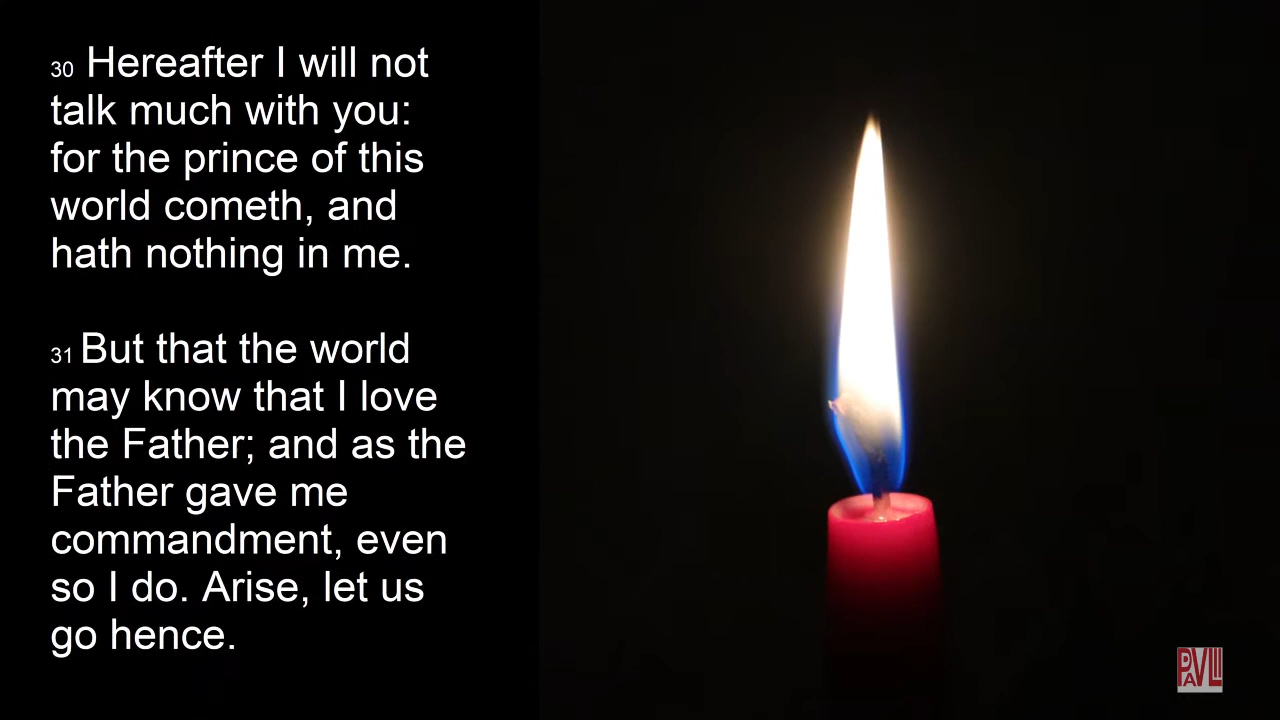 30 Hereafter I will not
talk much with you:
for the prince of this
world cometh, and
hath nothing in me.
31 But that the world
may know that I love
the Father; and as the
Father gave me
commandment, even
so I do. Arise, let us
go hence.